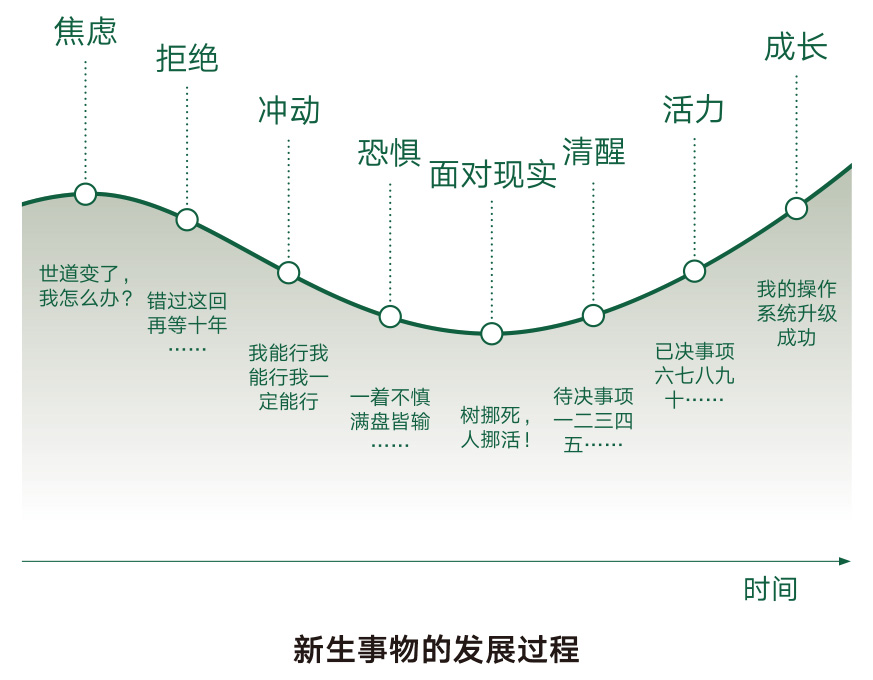 焦虑
拒绝
冲动
恐惧
面对现实
清醒
活力
成长
世道变了，
我怎么办？
错过这回
再等十年
……
我能行我
能行我一
定能行
一着不慎
满盘皆输
……
树挪死，
人挪活！
待决事项
一二三四
五……
已决事项
六七八九
十……
我的操作
系统升级
成功
时间
新生事物的发展过程